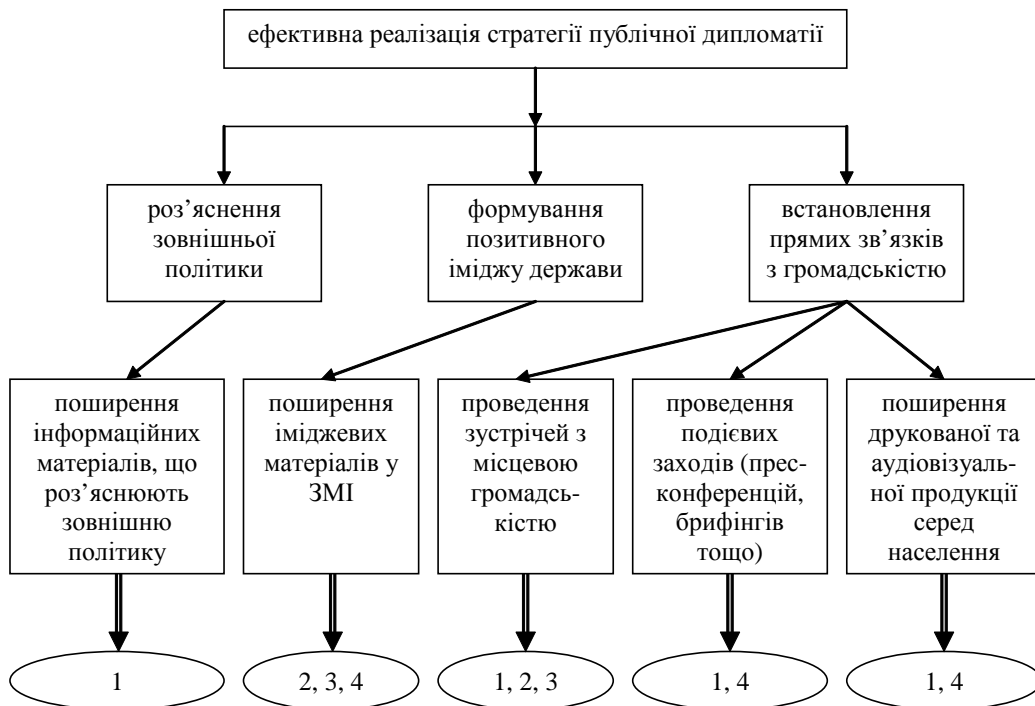 ефективна реалізація стратегії публічної дипломатії
роз’яснення
зовнішньої
політики
формування
позитивного
іміджу держави
встановлення
прямих зв’язків
з громадськістю
поширення
інформаційних
матеріалів, що
роз’яснюють
зовнішню
політику
поширення
іміджевих
матеріалів у
ЗМІ
проведення
зустрічей з
місцевою
громадсь-
кістю
проведення
подієвих
заходів (прес-
конференцій,
брифінгів
тощо)
поширення
друкованої та
аудіовізуаль-
ної продукції
серед
населення
1
2, 3, 4
1, 2, 3
1, 4
1, 4